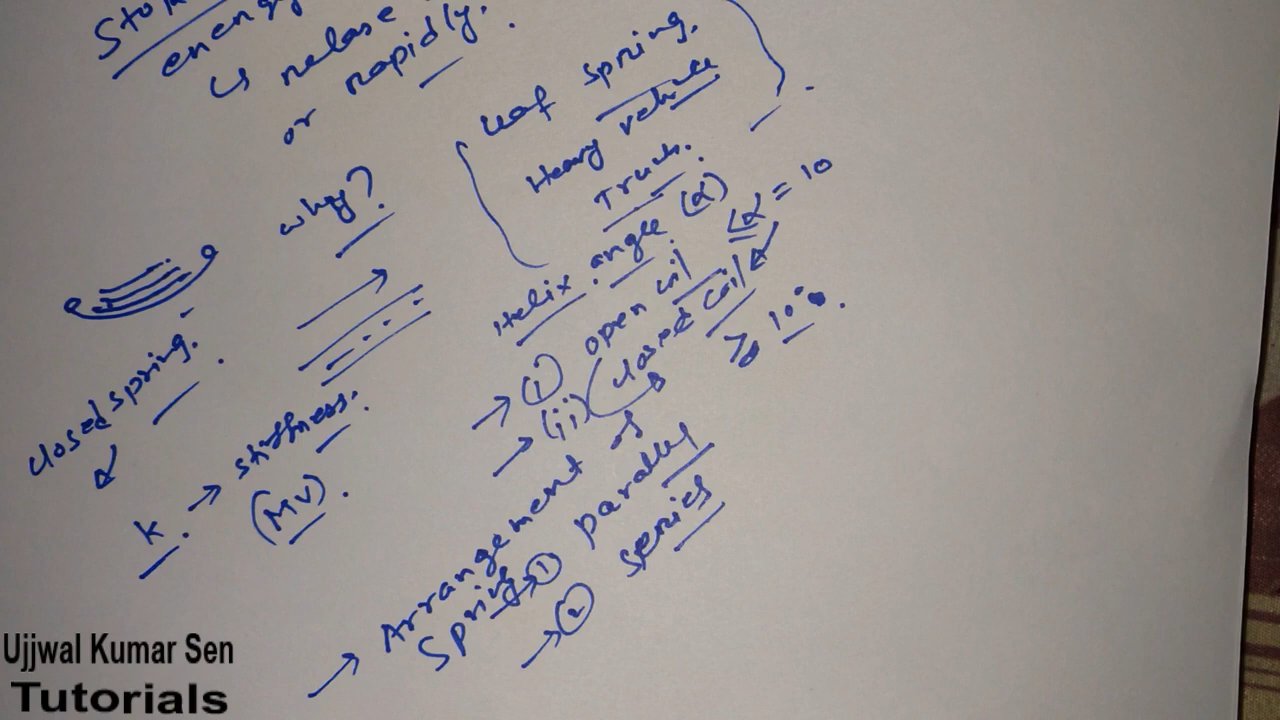 energy
↳ release
or rapidly.
why?
Leaf spring.
Heavy vehicle
Truck.
closed spring.
k → stiffness.
(MV).
Helix angle (α)
→ (i) open coil α = 10
→ (ii) closed coil
10°.
→ Arrangement of
Spring → (1) parallel
→ (2) series
Ujjwal Kumar Sen
Tutorials